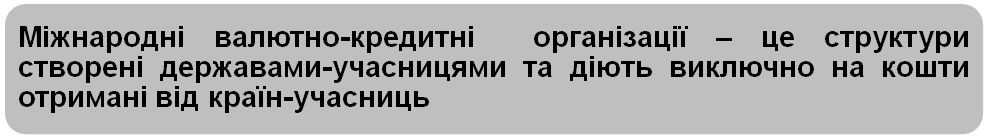 Міжнародні валютно-кредитні організації – це структури
створені державами-учасницями та діють виключно на кошти
отримані від країн-учасниць